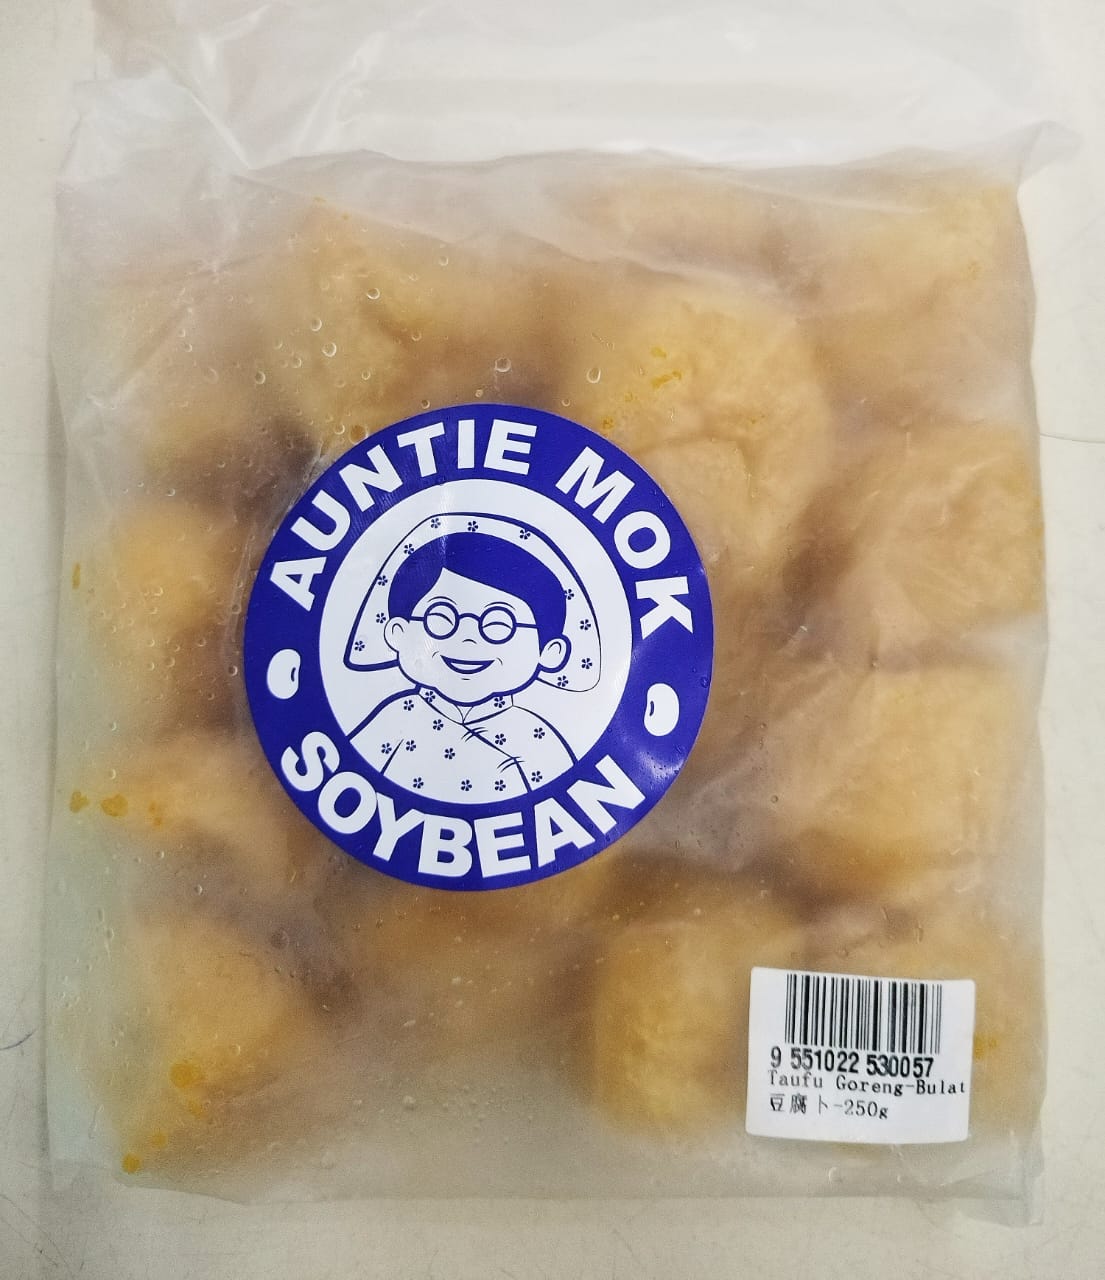 AUNTIE MOK
SOYBEAN
9 551022 530057
Taufu Goreng-Bulat
豆腐卜-250g